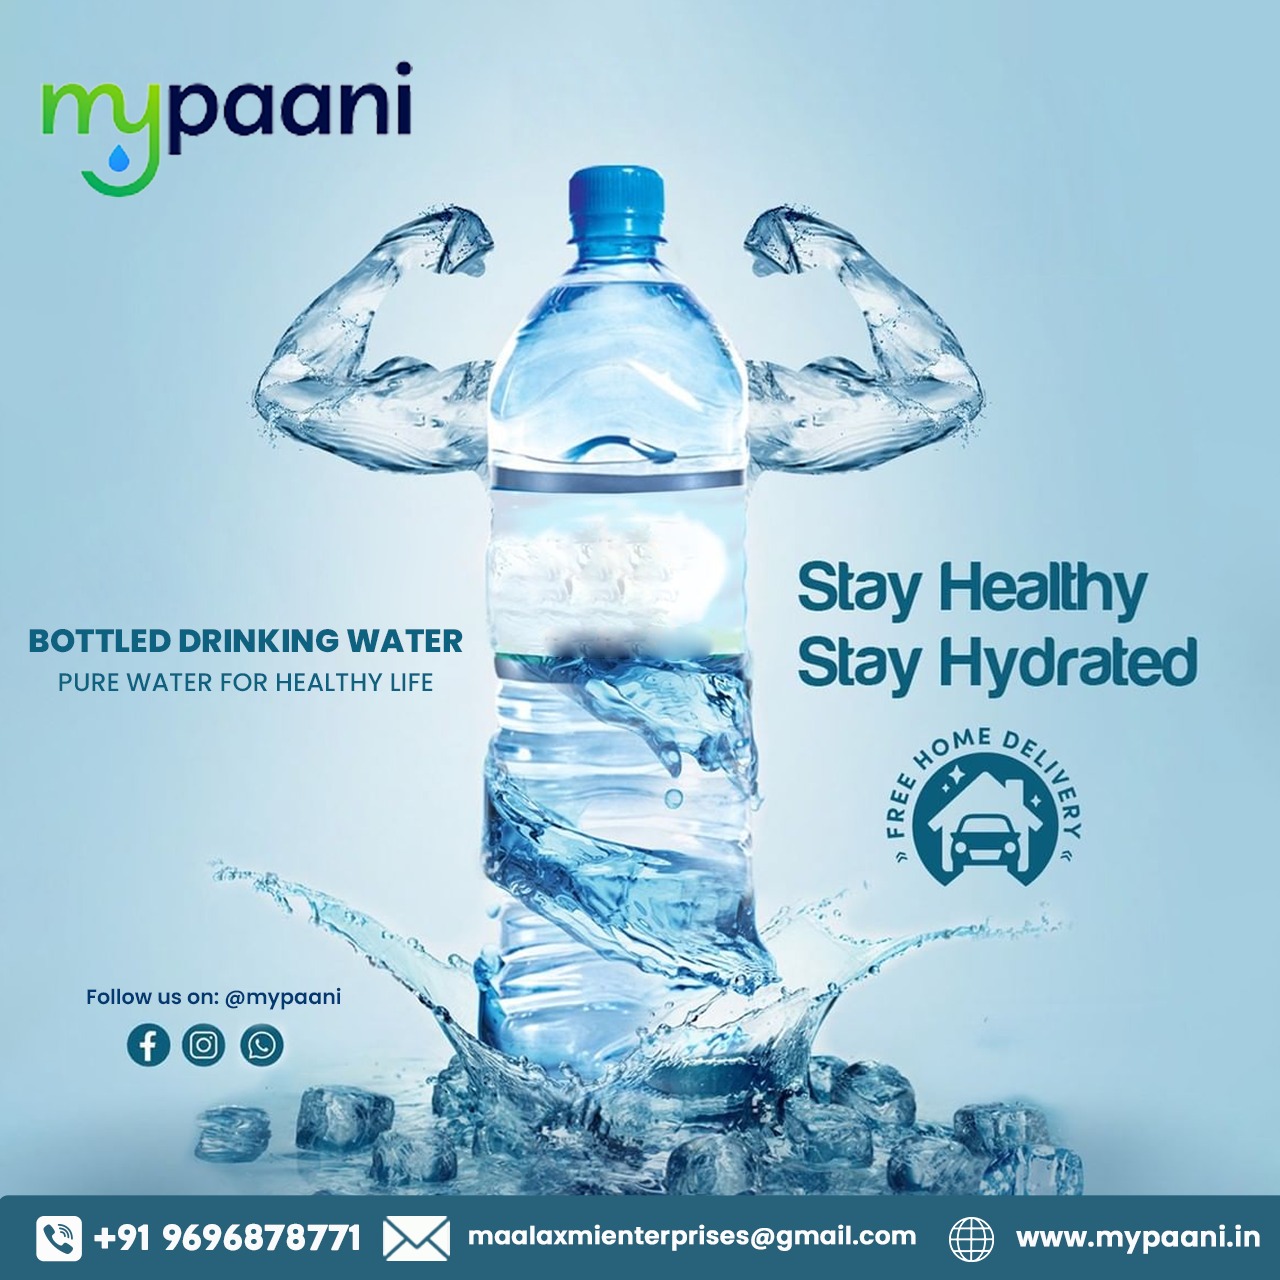 mypaani
Stay Healthy
Stay Hydrated
BOTTLED DRINKING WATER
PURE WATER FOR HEALTHY LIFE
FREE HOME DELIVERY
Follow us on: @mypaani
+91 9696878771
maalaxmienterprises@gmail.com
www.mypaani.in